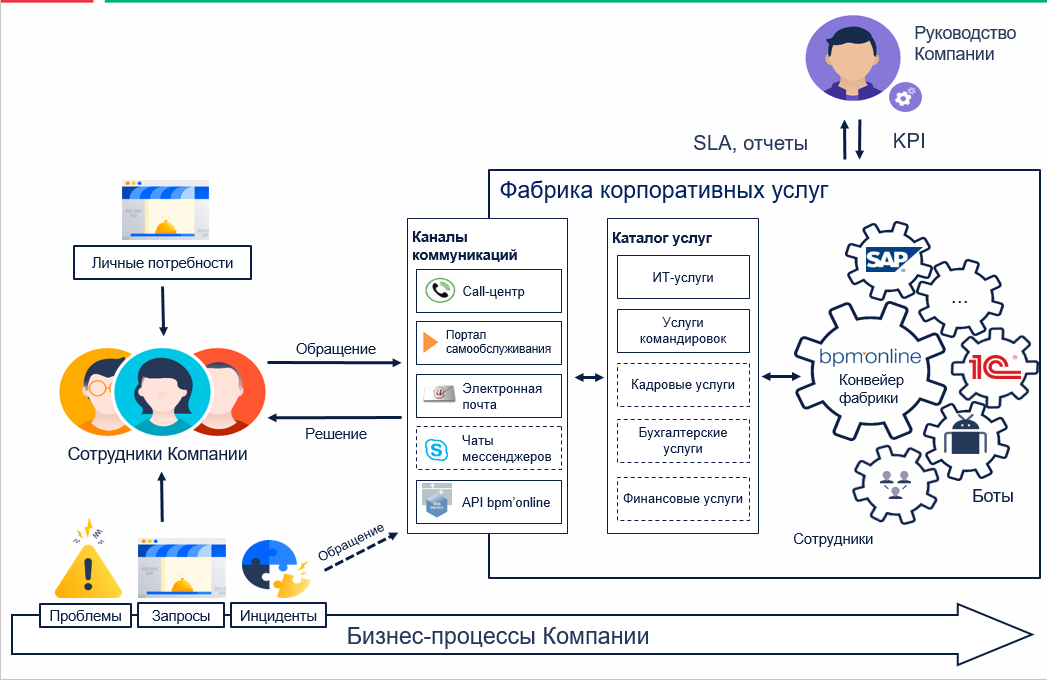 Руководство
Компании
SLA, отчеты
KPI
Фабрика корпоративных услуг
Личные потребности
Обращение
Решение
Сотрудники Компании
Каналы
коммуникаций
Call-центр
Портал
самообслуживания
@
Электронная
почта
S
Чаты
мессенджеров
API bpm'online
Каталог услуг
ИТ-услуги
Услуги
командировок
Кадровые услуги
Бухгалтерские
услуги
Финансовые услуги
SAP
...
bpm'online
Конвейер
фабрики
1С
Боты
Сотрудники
Обращение
Проблемы
Запросы
Инциденты
Бизнес-процессы Компании